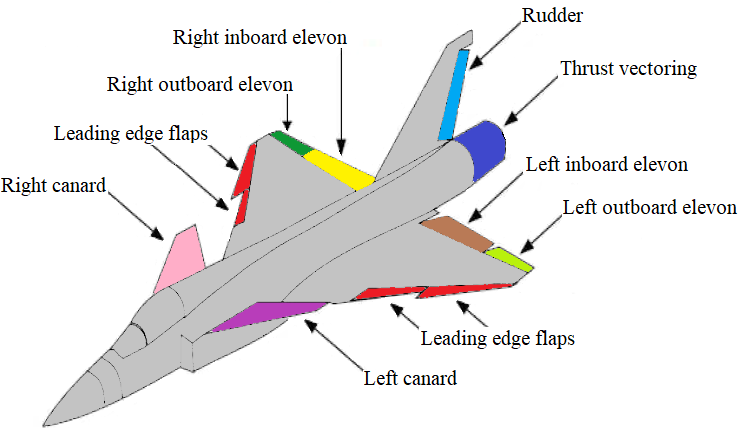 Rudder
Right inboard elevon
Thrust vectoring
Right outboard elevon
Leading edge flaps
Left inboard elevon
Right canard
Left outboard elevon
Leading edge flaps
Left canard